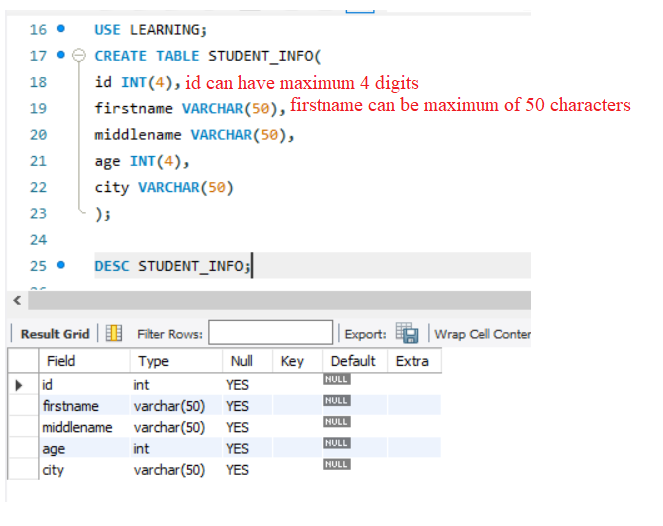 16 USE LEARNING;
17 CREATE TABLE STUDENT_INFO(
18 id INT(4), id can have maximum 4 digits
19 firstname VARCHAR(50), firstname can be maximum of 50 characters
20 middlename VARCHAR(50),
21 age INT(4),
22 city VARCHAR(50)
23 );
24
25 DESC STUDENT_INFO;
Result Grid Filter Rows: Export: Wrap Cell Conter
Field Type Null Key Default Extra
id int YES NULL
firstname varchar(50) YES NULL
middlename varchar(50) YES NULL
age int YES NULL
city varchar(50) YES NULL